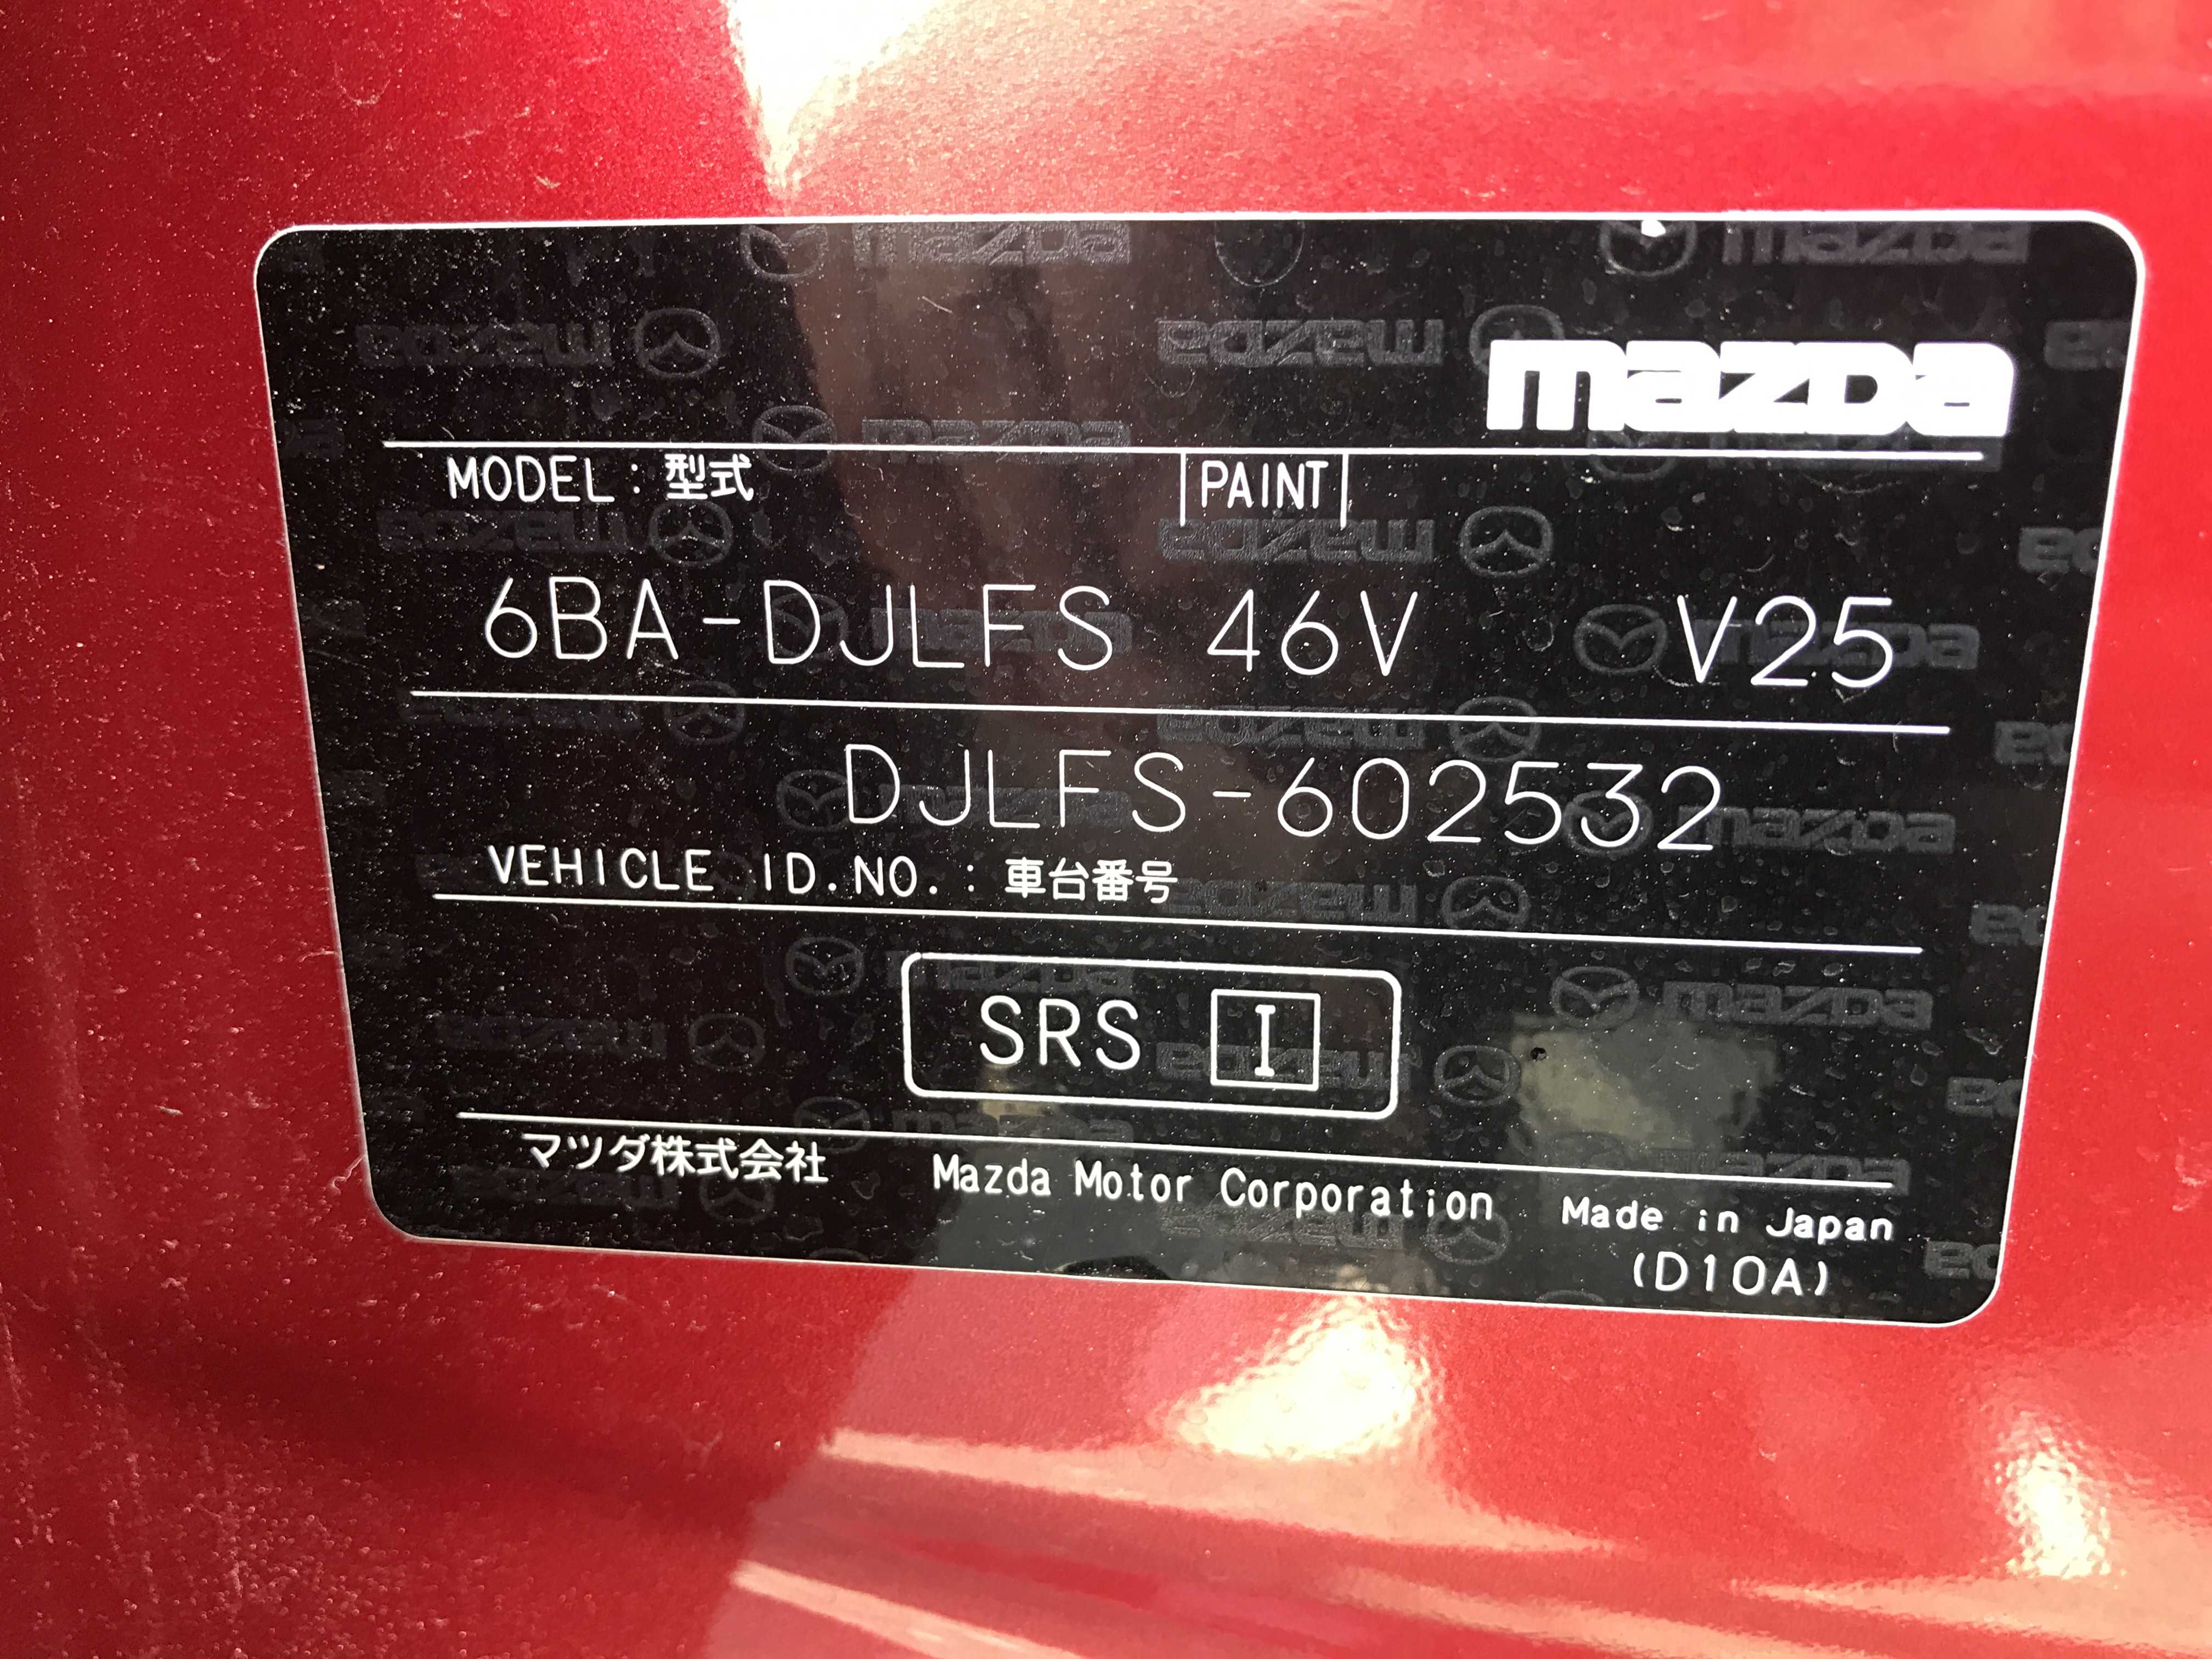 mazda
MODEL : 型式 PAINT
6BA-DJLFS 46V V25
DJLFS-602532
VEHICLE ID.NO. : 車台番号
SRS I
マツダ株式会社 Mazda Motor Corporation Made in Japan
(D10A)